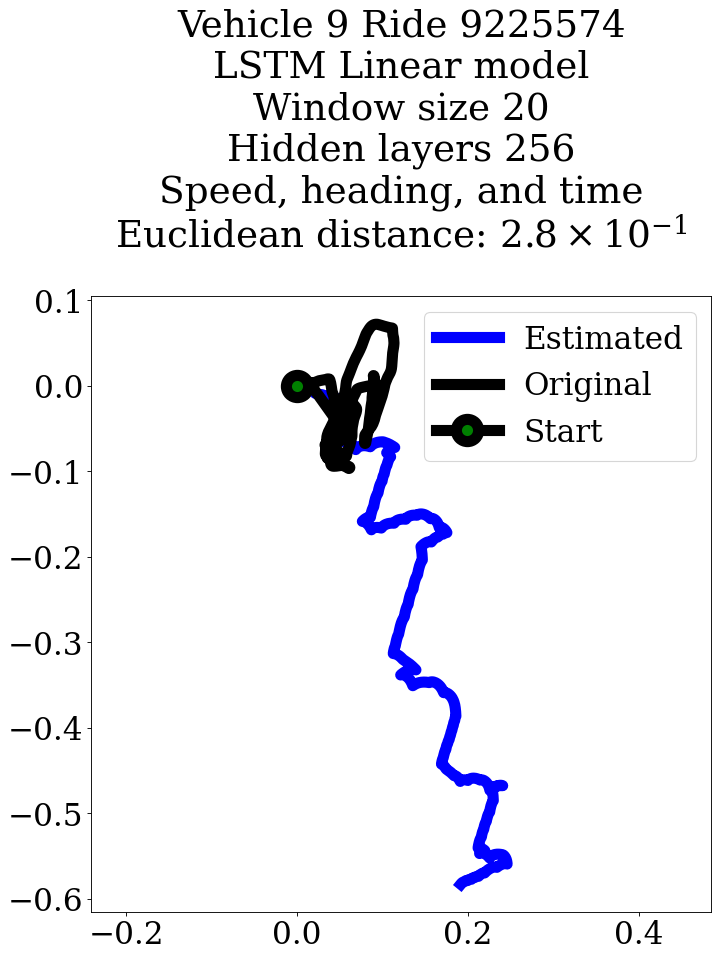 Vehicle 9 Ride 9225574
LSTM Linear model
Window size 20
Hidden layers 256
Speed, heading, and time
Euclidean distance: 2.8 × 10⁻¹
Estimated
Original
Start
0.1
0.0
−0.1
−0.2
−0.3
−0.4
−0.5
−0.6
−0.2 0.0 0.2 0.4